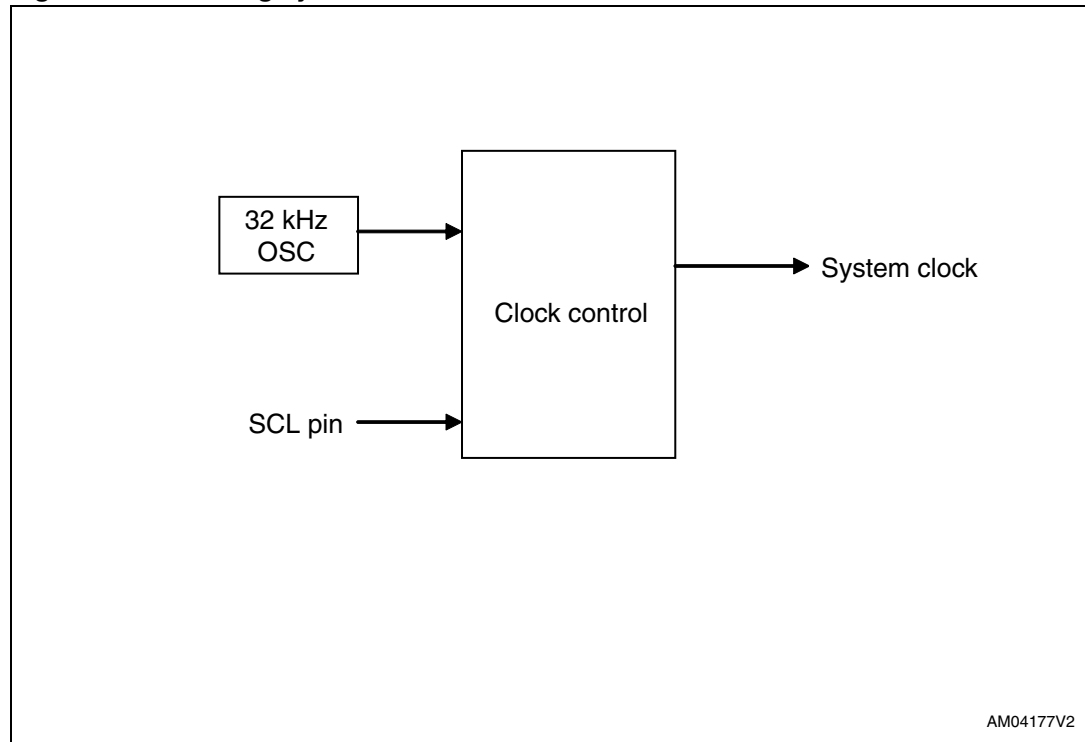 32 kHz
OSC
System clock
Clock control
SCL pin
AM04177V2